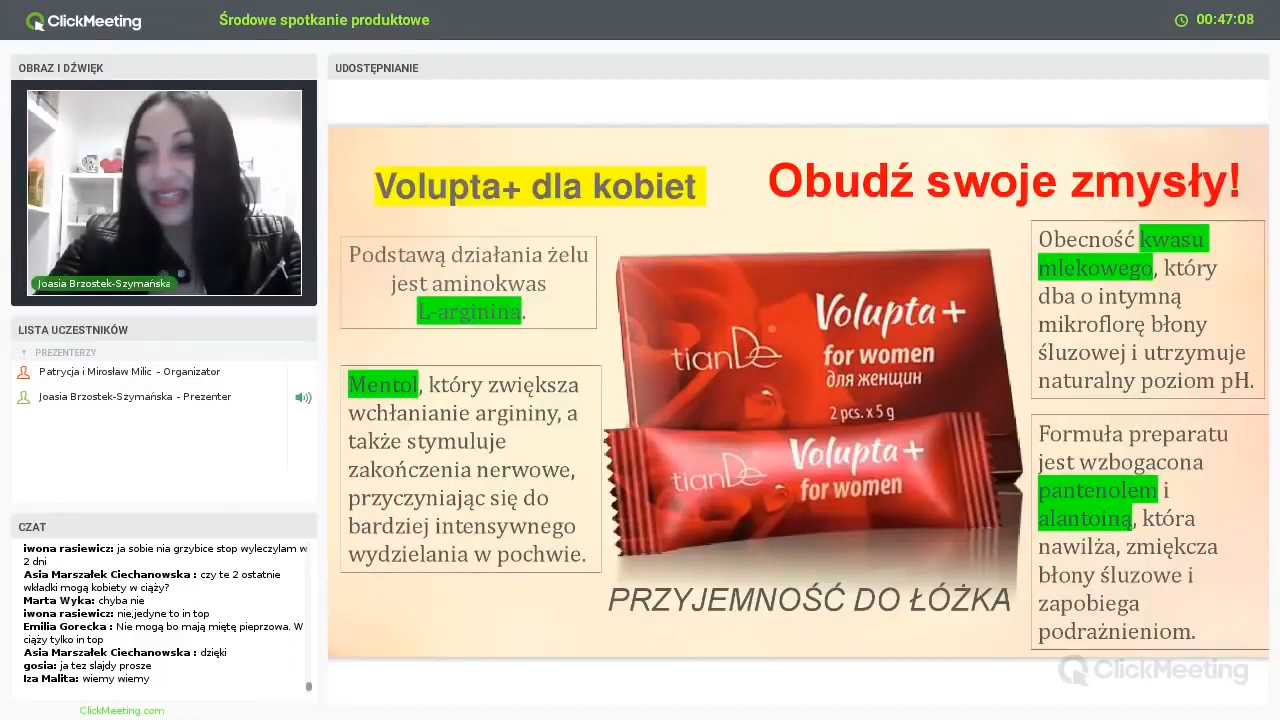 ClickMeeting
Środowe spotkanie produktowe
00:47:08
OBRAZ I DŹWIĘK
Joasia Brzostek-Szymańska
LISTA UCZESTNIKÓW
PREZENTERZY
Patrycja i Mirosław Milic - Organizator
Joasia Brzostek-Szymańska - Prezenter
CZAT
iwona rasiewicz: ja sobie nia grzybice stop wyleczylam w
2 dni
Asia Marszałek Ciechanowska : czy te 2 ostatnie
wkładki mogą kobiety w ciąży?
Marta Wyka: chyba nie
iwona rasiewicz: nie,jedyne to in top
Emilia Gorecka : Nie mogą bo mają miętę pieprzowa. W
ciąży tylko in top
Asia Marszałek Ciechanowska : dzięki
gosia: ja tez slajdy prosze
Iza Malita: wiemy wiemy
ClickMeeting.com
UDOSTĘPNIANIE
Volupta+ dla kobiet
Obudź swoje zmysły!
Podstawą działania żelu
jest aminokwas
L-arginina.
Mentol, który zwiększa
wchłanianie argininy, a
także stymuluje
zakończenia nerwowe,
przyczyniając się do
bardziej intensywnego
wydzielania w pochwie.
tianDe
Volupta+
for women
для женщин
2 pcs. x 5 g
tianDe
Volupta+
for women
PRZYJEMNOŚĆ DO ŁÓŻKA
Obecność kwasu
mlekowego, który
dba o intymną
mikroflorę błony
śluzowej i utrzymuje
naturalny poziom pH.
Formuła preparatu
jest wzbogacona
pantenolem i
alantoiną, która
nawilża, zmiękcza
błony śluzowe i
zapobiega
podrażnieniom.
ClickMeeting